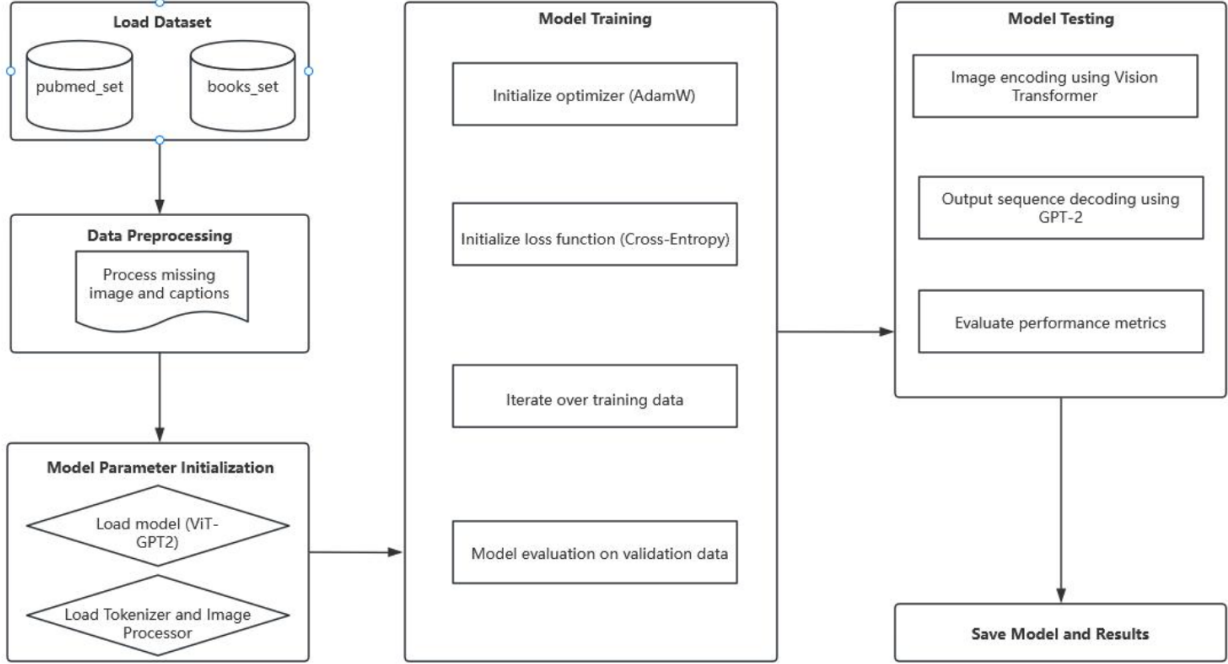 Load Dataset
pubmed_set
books_set
Data Preprocessing
Process missing
image and captions
Model Parameter Initialization
Load model (ViT-
GPT2)
Load Tokenizer and Image
Processor
Model Training
Initialize optimizer (AdamW)
Initialize loss function (Cross-Entropy)
Iterate over training data
Model evaluation on validation data
Model Testing
Image encoding using Vision
Transformer
Output sequence decoding using
GPT-2
Evaluate performance metrics
Save Model and Results